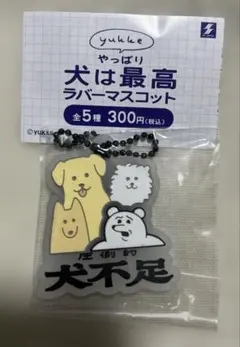 yukke
やっぱり
犬は最高
ラバーマスコット
全5種 300円(税込)
©yukke
圧倒的
犬不足